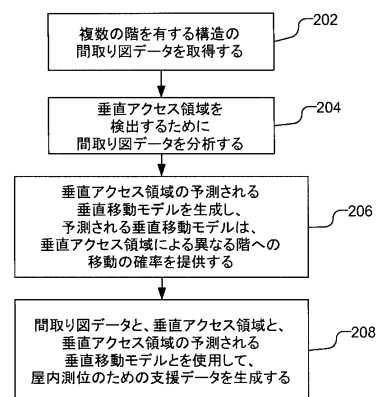 複数の階を有する構造の
間取り図データを取得する
202
垂直アクセス領域を
検出するために
間取り図データを分析する
204
垂直アクセス領域の予測される
垂直移動モデルを生成し、
予測される垂直移動モデルは、
垂直アクセス領域による異なる階への
移動の確率を提供する
206
間取り図データと、垂直アクセス領域と、
垂直アクセス領域の予測される
垂直移動モデルとを使用して、
屋内測位のための支援データを生成する
208